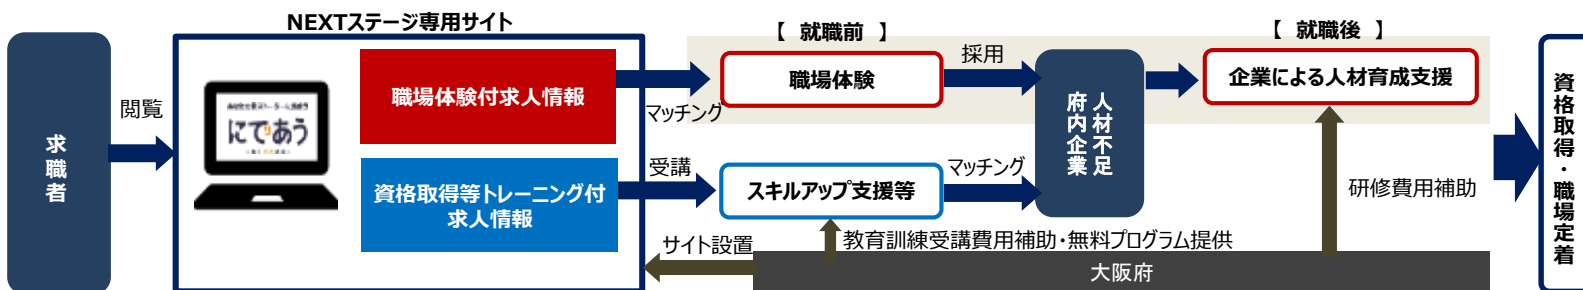 求職者
閲覧
NEXTステージ専用サイト
にであう
職場体験付求人情報
資格取得等トレーニング付
求人情報
マッチング
受講
【 就職前 】
職場体験
採用
スキルアップ支援等
マッチング
人材不足
府内企業
【 就職後 】
企業による人材育成支援
研修費用補助
サイト設置
教育訓練受講費用補助・無料プログラム提供
大阪府
資格取得・職場定着